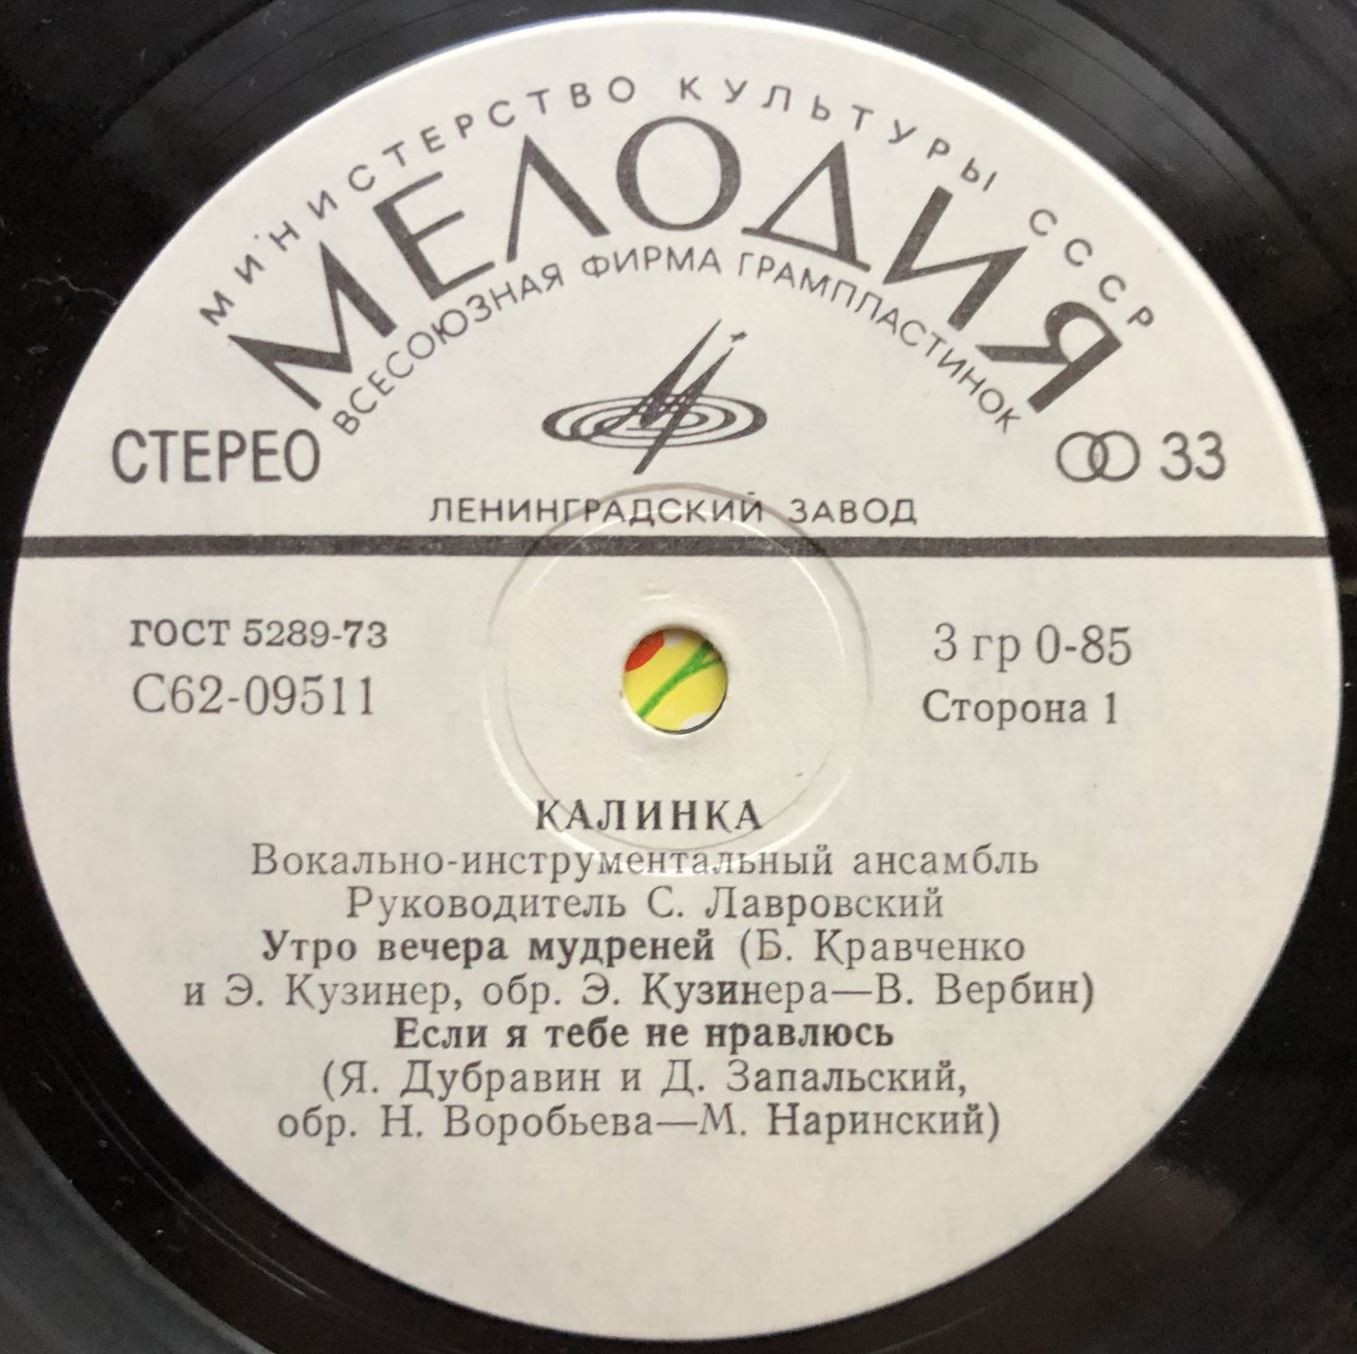 МИНИСТЕРСТВО КУЛЬТУРЫ СССР
МЕЛОДИЯ
ВСЕСОЮЗНАЯ ФИРМА ГРАМПЛАСТИНОК
СТЕРЕО
33
ЛЕНИНГРАДСКИЙ ЗАВОД
ГОСТ 5289-73
3 гр 0-85
С62-09511
Сторона 1
КАЛИНКА
Вокально-инструментальный ансамбль
Руководитель С. Лавровский
Утро вечера мудреней (Б. Кравченко
и Э. Кузинер, обр. Э. Кузинера—В. Вербин)
Если я тебе не нравлюсь
(Я. Дубравин и Д. Запальский,
обр. Н. Воробьева—М. Наринский)